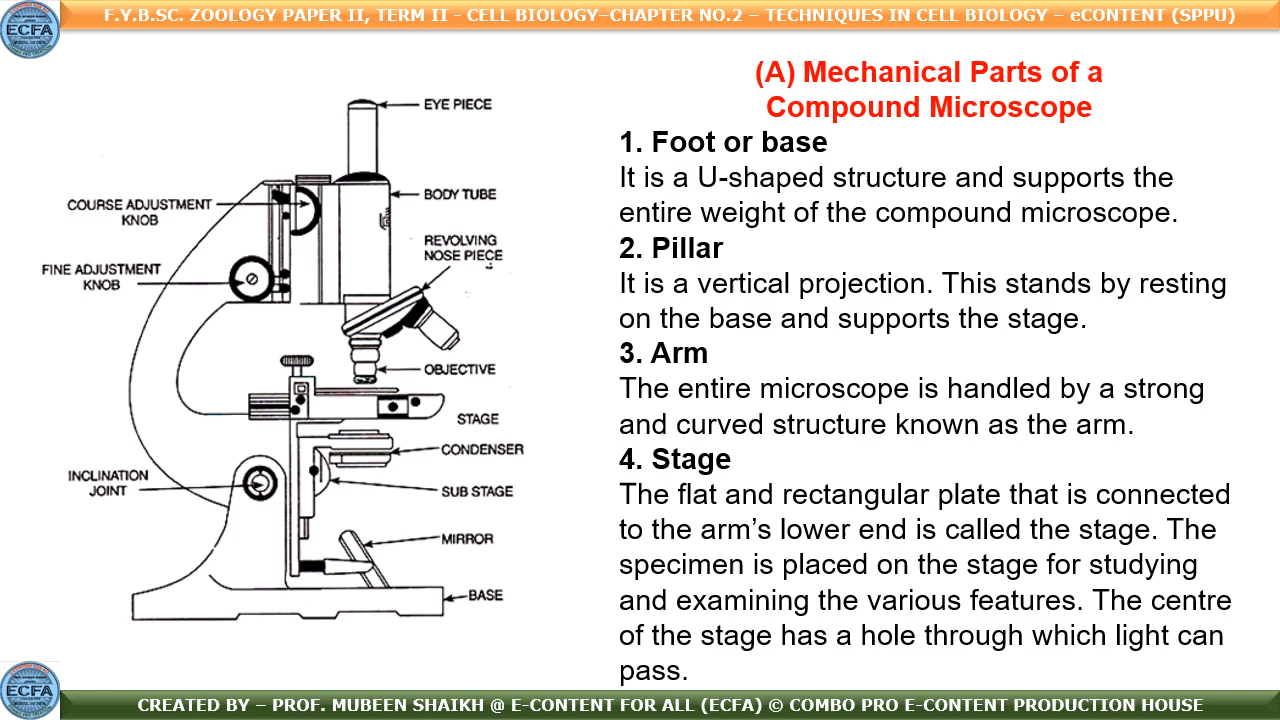 F.Y.B.SC. ZOOLOGY PAPER II, TERM II - CELL BIOLOGY–CHAPTER NO.2 – TECHNIQUES IN CELL BIOLOGY – eCONTENT (SPPU)
ECFA
EYE PIECE
BODY TUBE
COURSE ADJUSTMENT
KNOB
REVOLVING
NOSE PIECE
FINE ADJUSTMENT
KNOB
OBJECTIVE
STAGE
CONDENSER
INCLINATION
JOINT
SUB STAGE
MIRROR
BASE
(A) Mechanical Parts of a
Compound Microscope
1. Foot or base
It is a U-shaped structure and supports the
entire weight of the compound microscope.
2. Pillar
It is a vertical projection. This stands by resting
on the base and supports the stage.
3. Arm
The entire microscope is handled by a strong
and curved structure known as the arm.
4. Stage
The flat and rectangular plate that is connected
to the arm’s lower end is called the stage. The
specimen is placed on the stage for studying
and examining the various features. The centre
of the stage has a hole through which light can
pass.
ECFA
CREATED BY – PROF. MUBEEN SHAIKH @ E-CONTENT FOR ALL (ECFA) © COMBO PRO E-CONTENT PRODUCTION HOUSE